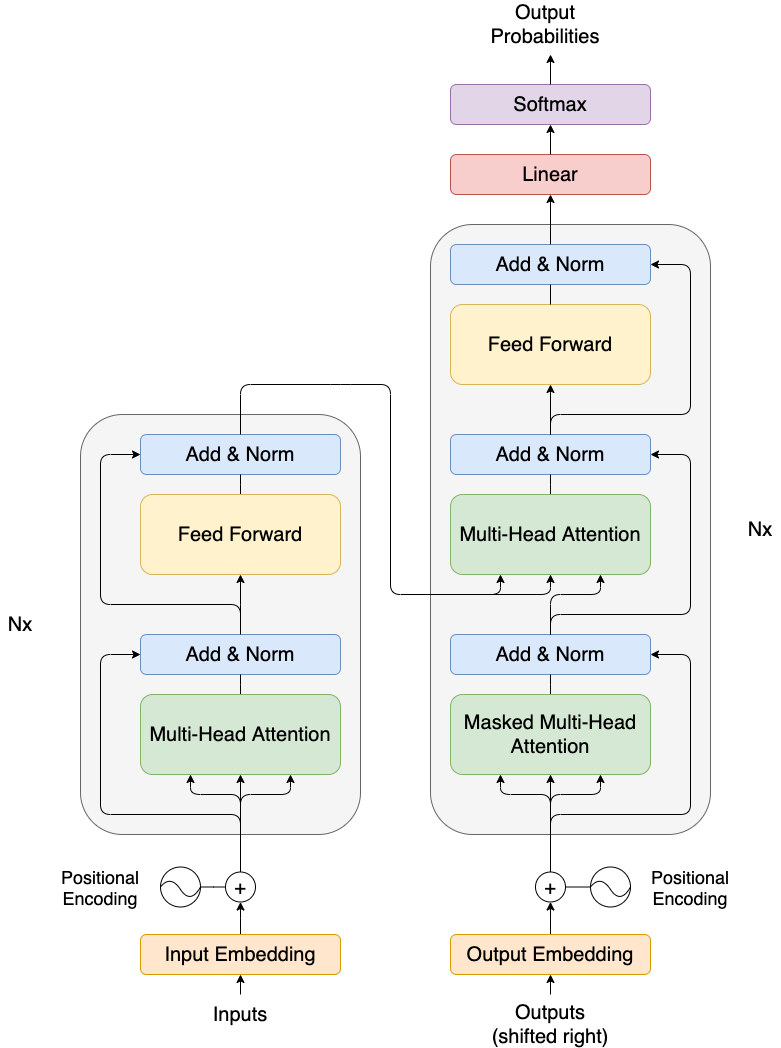 Output
Probabilities
Softmax
Linear
Add & Norm
Feed Forward
Add & Norm
Multi-Head Attention
Nx
Add & Norm
Masked Multi-Head
Attention
Positional
Encoding
Output Embedding
Outputs
(shifted right)
Add & Norm
Feed Forward
Nx
Add & Norm
Multi-Head Attention
Positional
Encoding
+
+
Input Embedding
Inputs